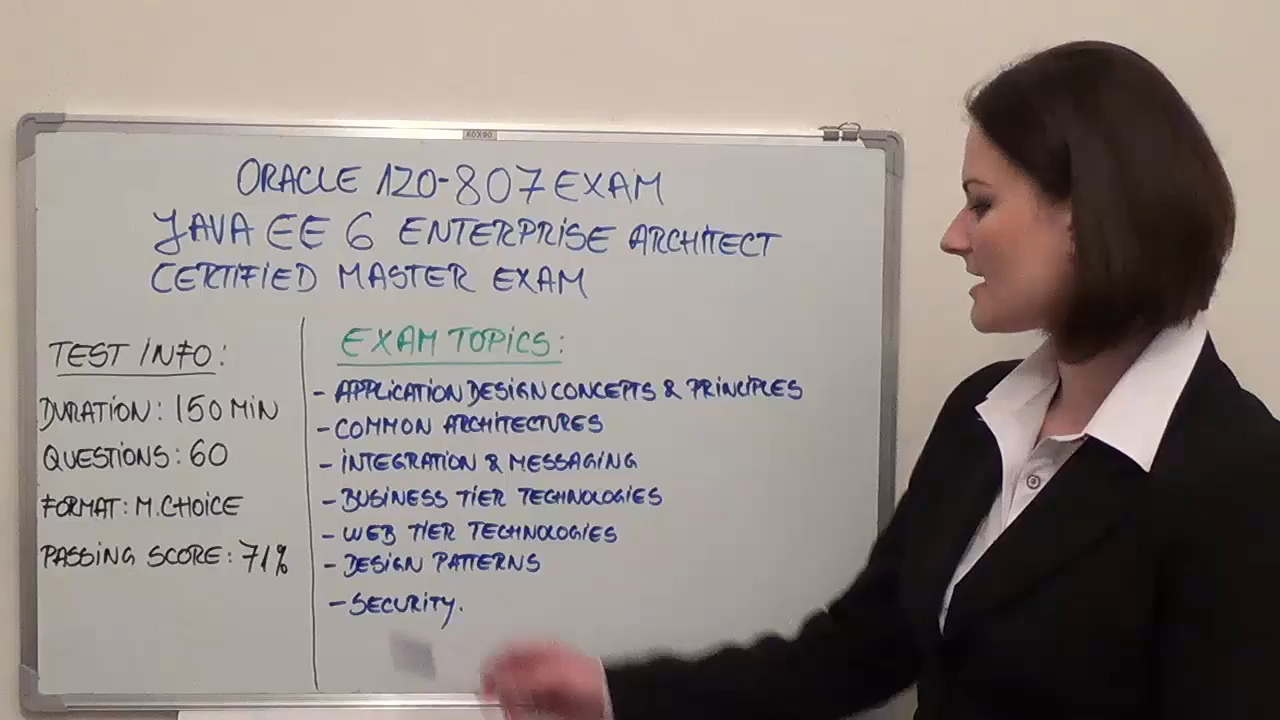 60X90
ORACLE 1Z0-807 EXAM
JAVA EE 6 ENTERPRISE ARCHITECT
CERTIFIED MASTER EXAM
TEST INFO:
DURATION: 150 MIN
QUESTIONS: 60
FORMAT: M.CHOICE
PASSING SCORE: 71%
EXAM TOPICS:
- APPLICATION DESIGN CONCEPTS & PRINCIPLES
- COMMON ARCHITECTURES
- INTEGRATION & MESSAGING
- BUSINESS TIER TECHNOLOGIES
- WEB TIER TECHNOLOGIES
- DESIGN PATTERNS
- SECURITY.